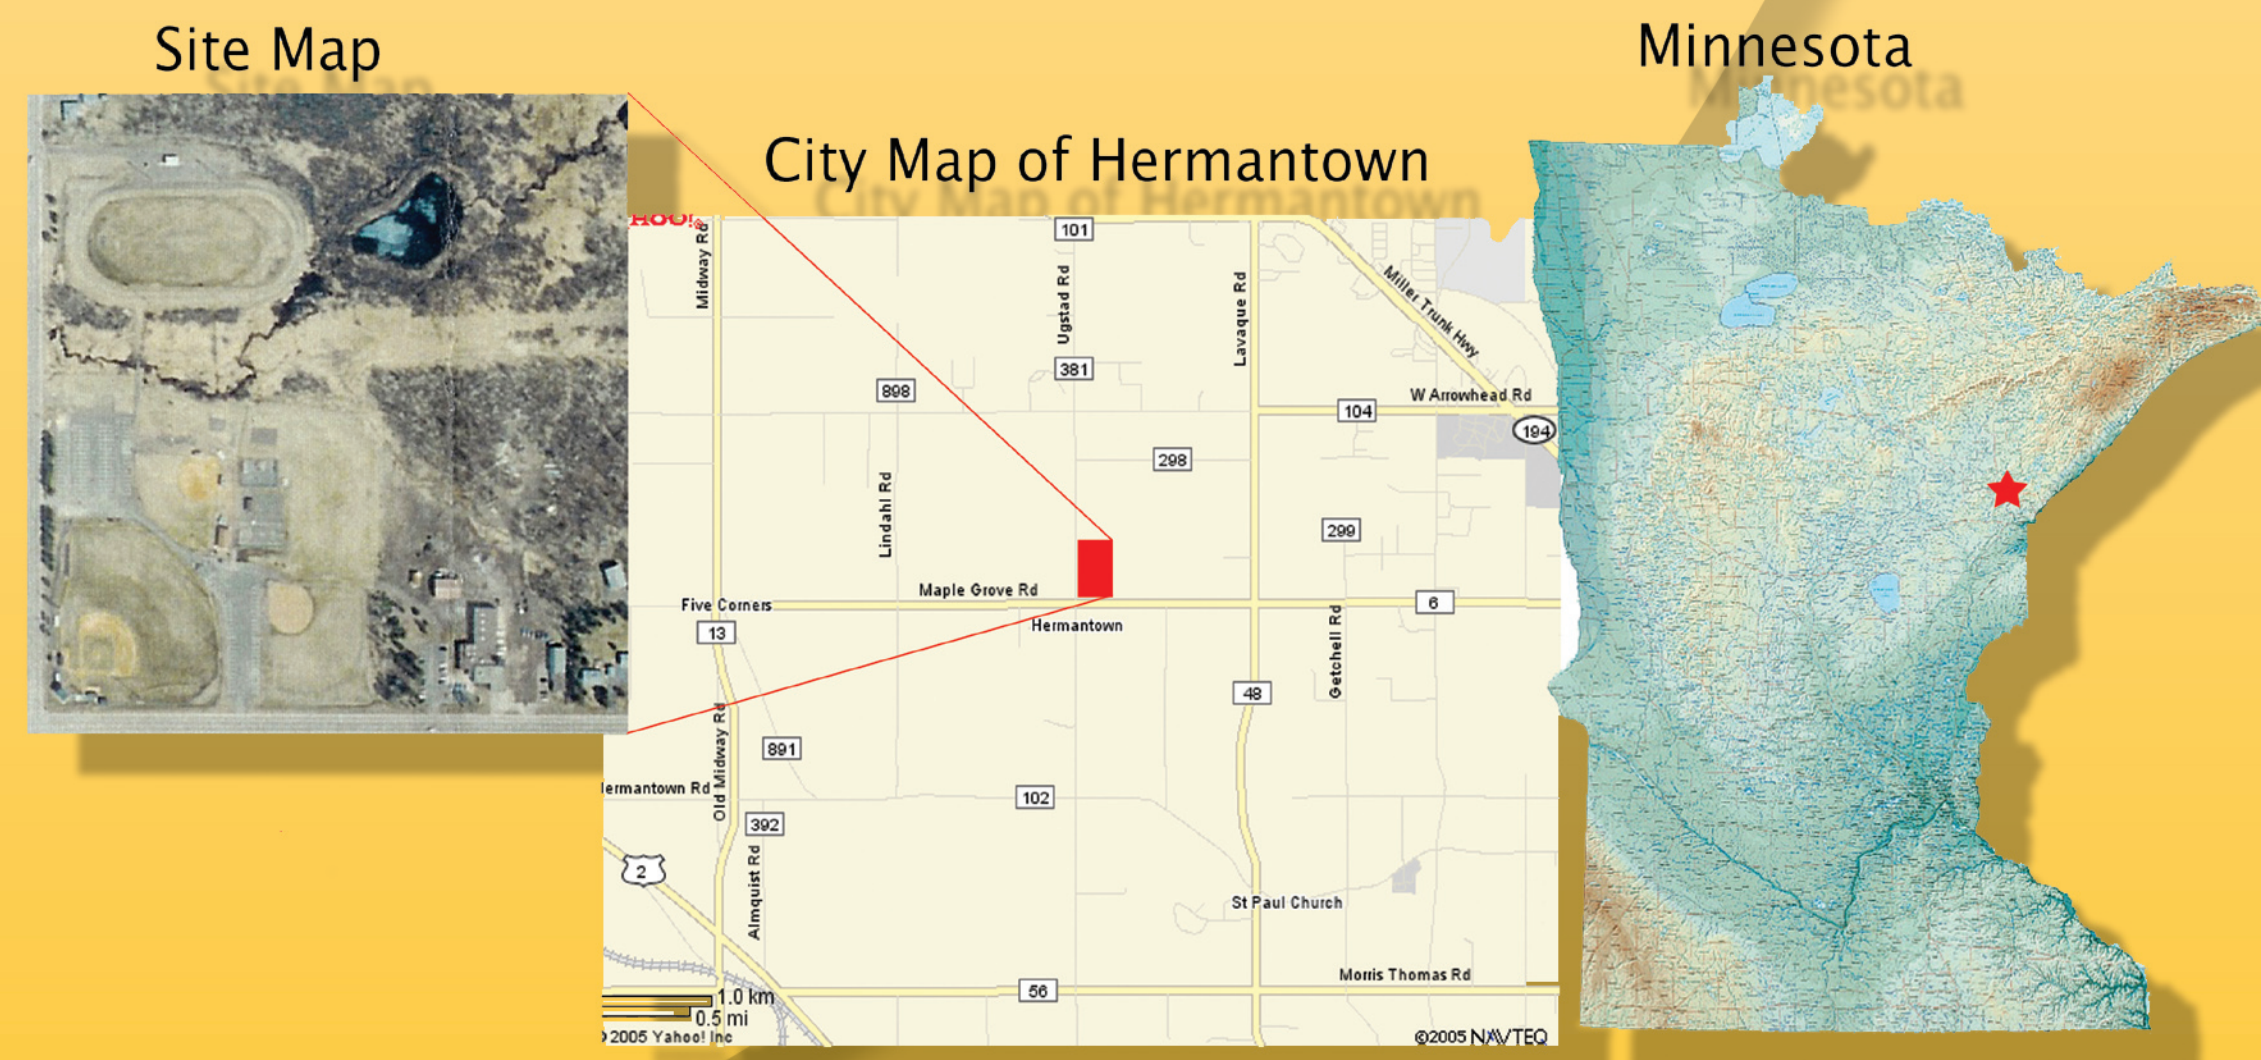 Site Map
Minnesota
City Map of Hermantown
HOO!
Midway Rd
101
Ugstad Rd
Lavaque Rd
Miller Trunk Hwy
381
898
W Arrowhead Rd
104
194
298
Lindahl Rd
299
Maple Grove Rd
Five Corners
6
Hermantown
13
Getchell Rd
48
Old Midway Rd
891
ermantown Rd
102
392
2
Almquist Rd
St Paul Church
Morris Thomas Rd
56
1.0 km
0.5 mi
2005 Yahoo! Inc
©2005 NAVTEQ